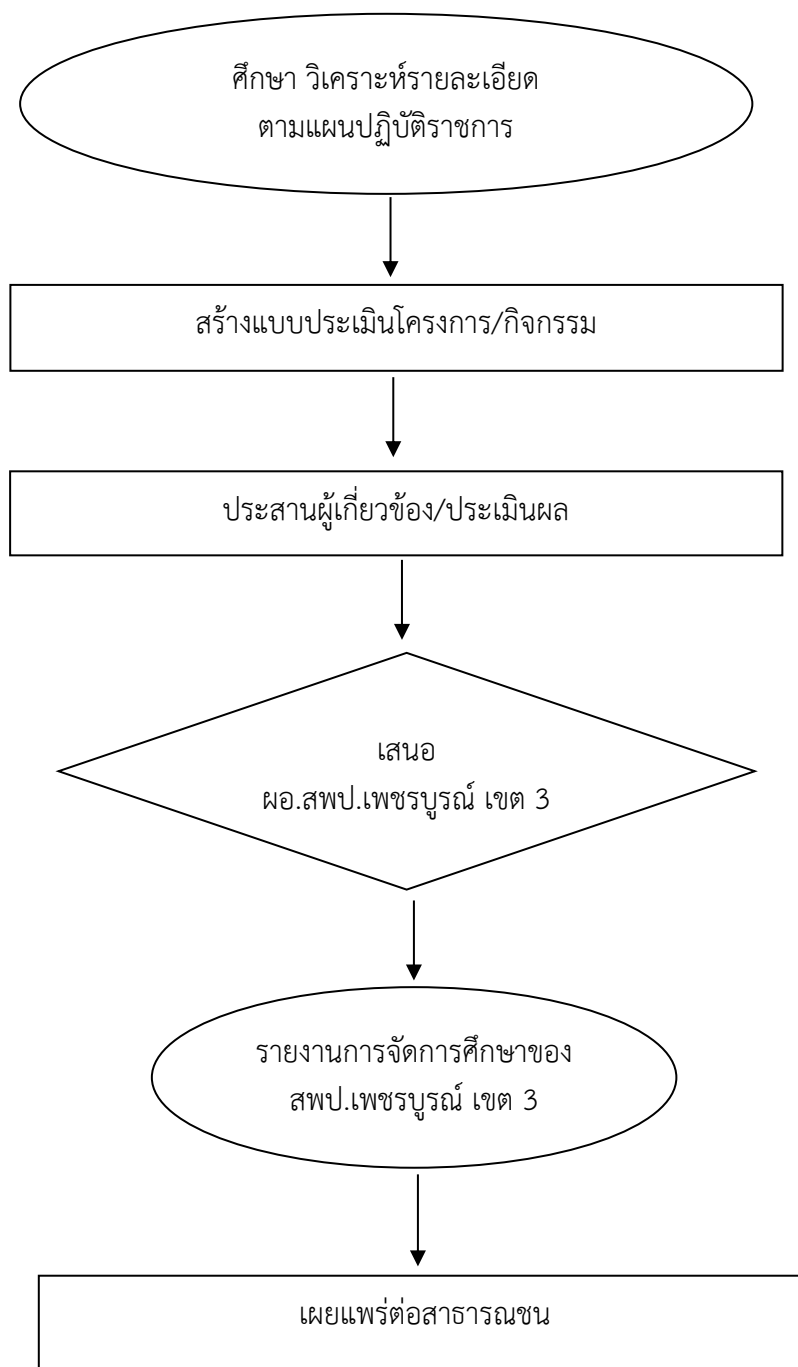 ศึกษา วิเคราะห์รายละเอียด
ตามแผนปฏิบัติราชการ
สร้างแบบประเมินโครงการ/กิจกรรม
ประสานผู้เกี่ยวข้อง/ประเมินผล
เสนอ
ผอ.สพป.เพชรบูรณ์ เขต 3
รายงานการจัดการศึกษาของ
สพป.เพชรบูรณ์ เขต 3
เผยแพร่ต่อสาธารณชน